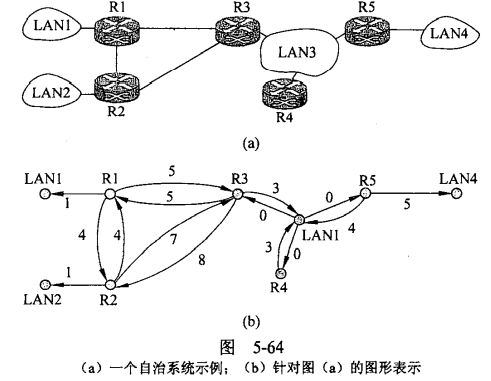 LAN1 R1 R3 R5
LAN3 LAN4
LAN2
R2 R4
(a)
LAN1 R1 5 R3 3 0 R5 LAN4
1 5 0 5
4 4 7 LAN1 4
1 8 3 0
LAN2 R2 R4
(b)
图 5-64
(a) 一个自治系统示例; (b) 针对图 (a) 的图形表示